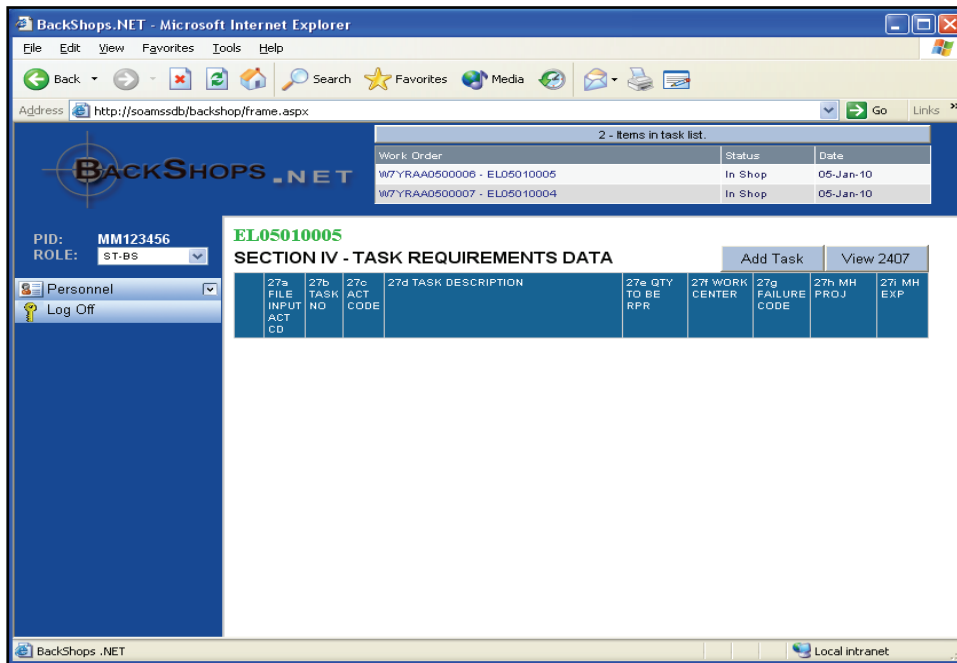 BackShops.NET - Microsoft Internet Explorer
File Edit View Favorites Tools Help
Back Search Favorites Media
Address http://soamssdb/backshop/frame.aspx Go Links »
BACKSHOPS.NET
2 - Items in task list.
Work Order Status Date
W7YRAA0500006 - EL05010005 In Shop 05-Jan-10
W7YRAA0500007 - EL05010004 In Shop 05-Jan-10
PID: MM123456
ROLE: ST-BS
Personnel
Log Off
EL05010005
SECTION IV - TASK REQUIREMENTS DATA
Add Task View 2407
27a FILE INPUT ACT CD
27b TASK NO
27c ACT CODE
27d TASK DESCRIPTION
27e QTY TO BE RPR
27f WORK CENTER
27g FAILURE CODE
27h MH PROJ
27i MH EXP
BackShops .NET
Local intranet